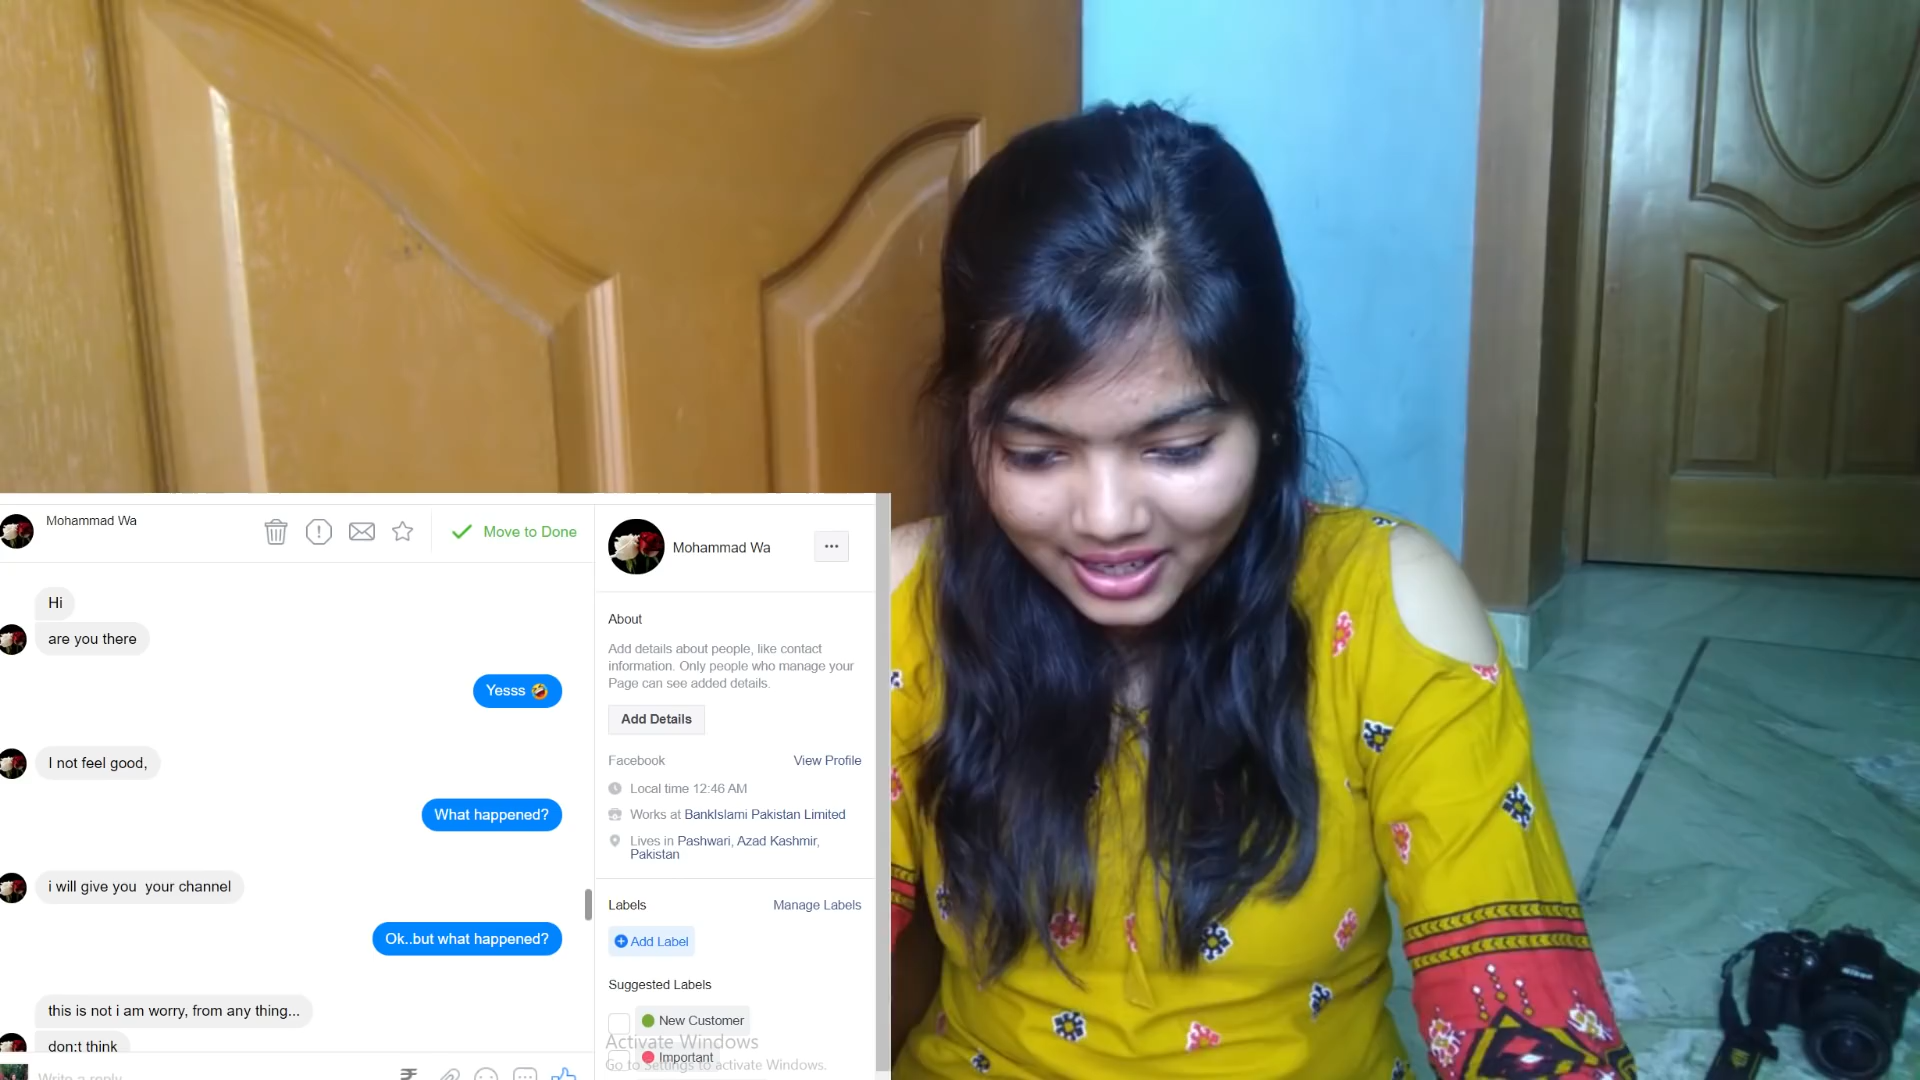 Mohammad Wa
Move to Done
Hi
are you there
Yesss
I not feel good,
What happened?
i will give you  your channel
Ok..but what happened?
this is not i am worry, from any thing...
don;t think
Write a reply
Mohammad Wa
About
Add details about people, like contact
information. Only people who manage your
Page can see added details.
Add Details
Facebook
View Profile
Local time 12:46 AM
Works at BankIslami Pakistan Limited
Lives in Pashwari, Azad Kashmir,
Pakistan
Labels
Manage Labels
Add Label
Suggested Labels
New Customer
Important
Activate Windows
Go to Settings to activate Windows.
Nikon